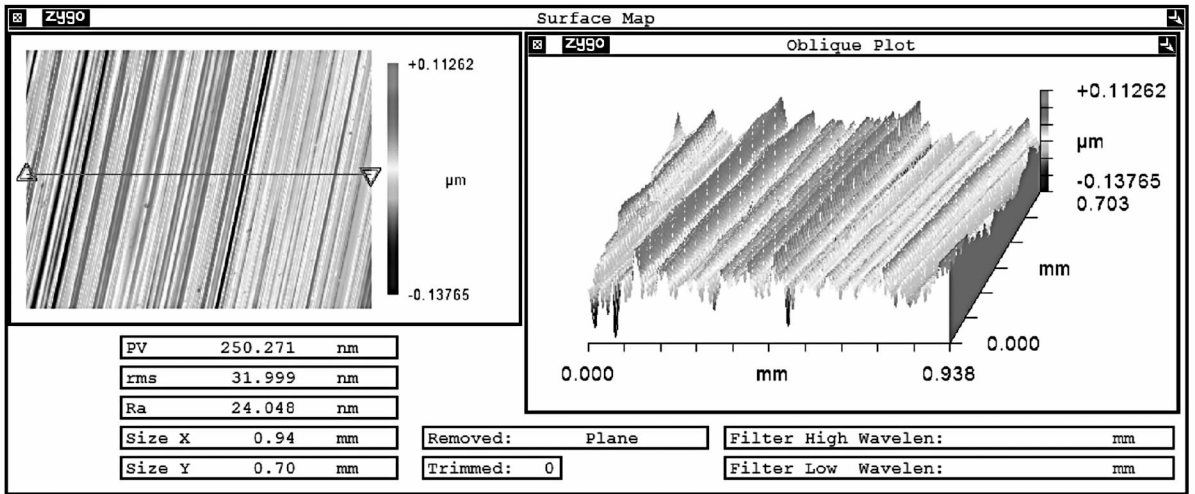 zygo Surface Map
+0.11262
µm
-0.13765
zygo Oblique Plot
+0.11262
µm
-0.13765
0.703
mm
0.000
0.000 mm 0.938
PV 250.271 nm
rms 31.999 nm
Ra 24.048 nm
Size X 0.94 mm
Size Y 0.70 mm
Removed: Plane
Trimmed: 0
Filter High Wavelen: mm
Filter Low Wavelen: mm